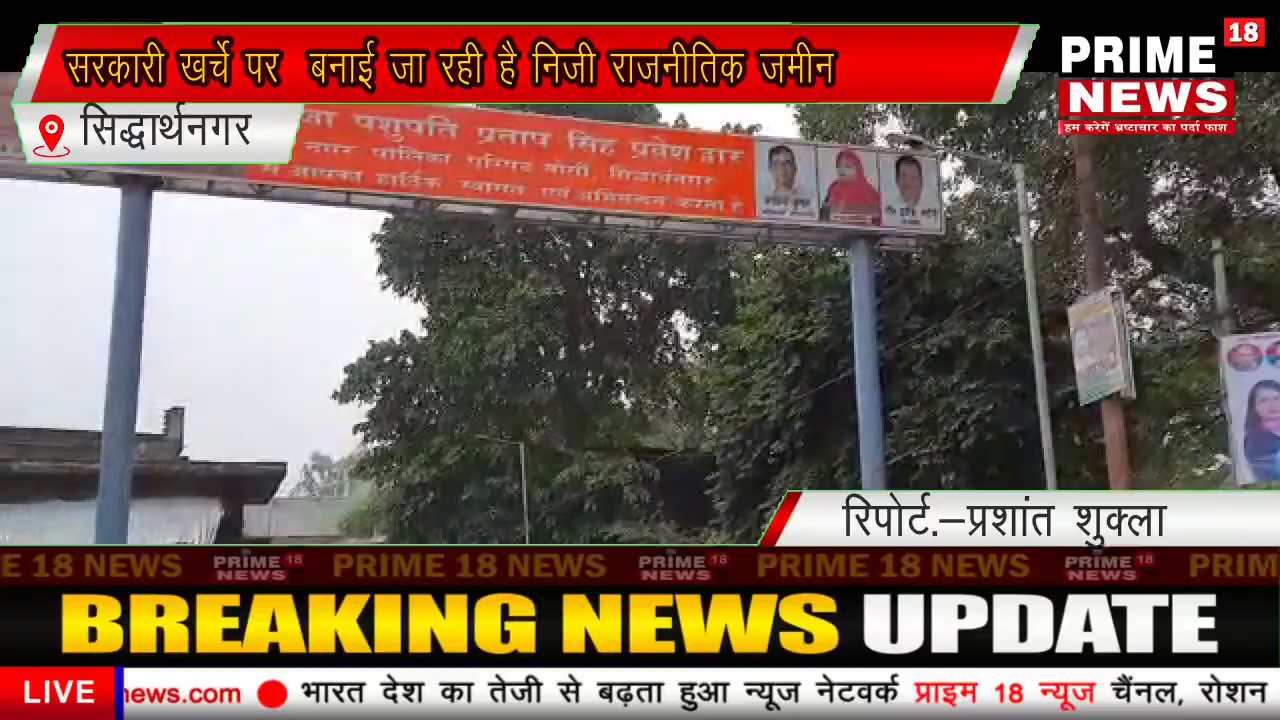 सरकारी खर्चे पर बनाई जा रही है निजी राजनीतिक जमीन
PRIME 18
NEWS
हम करेगें भ्रष्टाचार का पर्दा फाश
सिद्धार्थनगर
पशुपति प्रताप सिंह प्रवेश द्वार
नगर पालिका परिषद सिद्धार्थनगर
में आपका हार्दिक स्वागत एवं अभिनन्दन करता है
रिपोर्ट.–प्रशांत शुक्ला
E 18 NEWS PRIME 18 NEWS PRIME 18 NEWS PRIME 18 NEWS PRIME 18 NEWS PRIM
BREAKING NEWS UPDATE
LIVE news.com भारत देश का तेजी से बढ़ता हुआ न्यूज नेटवर्क प्राइम 18 न्यूज चैंनल, रोशन